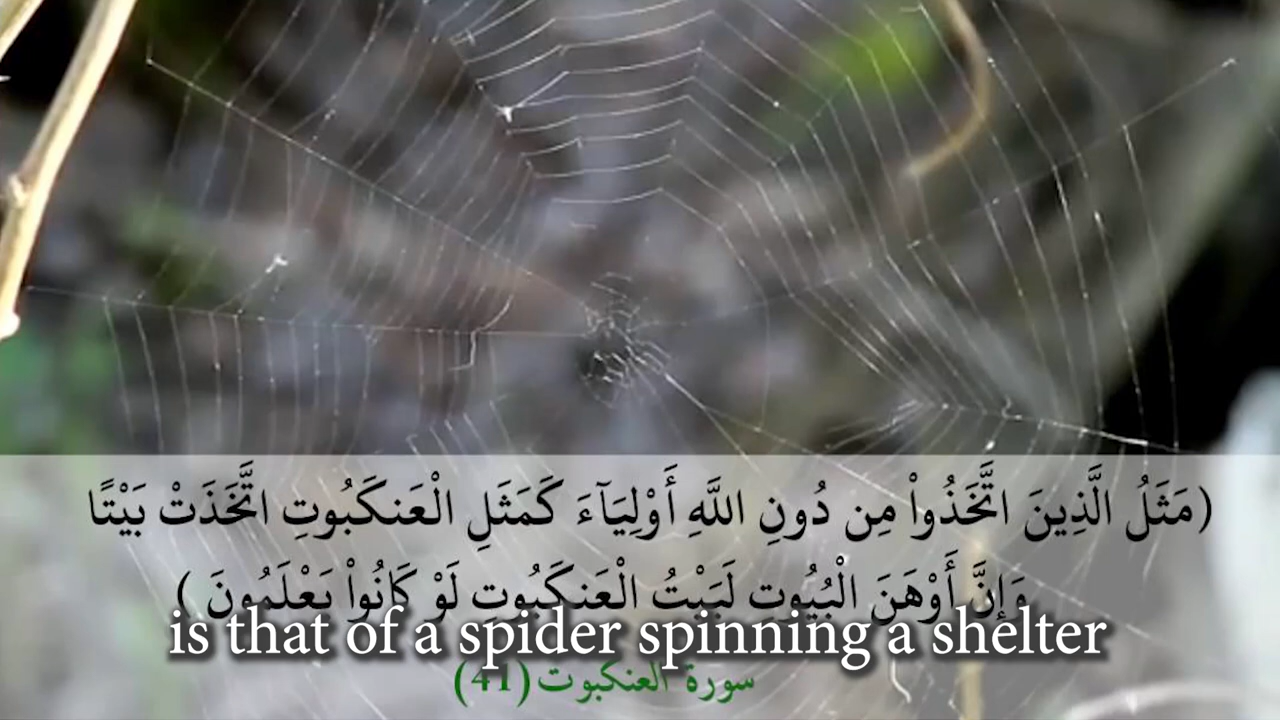 (مَثَلُ الَّذِينَ اتَّخَذُواْ مِن دُونِ اللَّهِ أَوْلِيَآءَ كَمَثَلِ الْعَنكَبُوتِ اتَّخَذَتْ بَيْتًا
وَإِنَّ أَوْهَنَ الْبُيُوتِ لَبَيْتُ الْعَنكَبُوتِ لَوْ كَانُواْ يَعْلَمُونَ )
is that of a spider spinning a shelter
سورة العنكبوت(41)